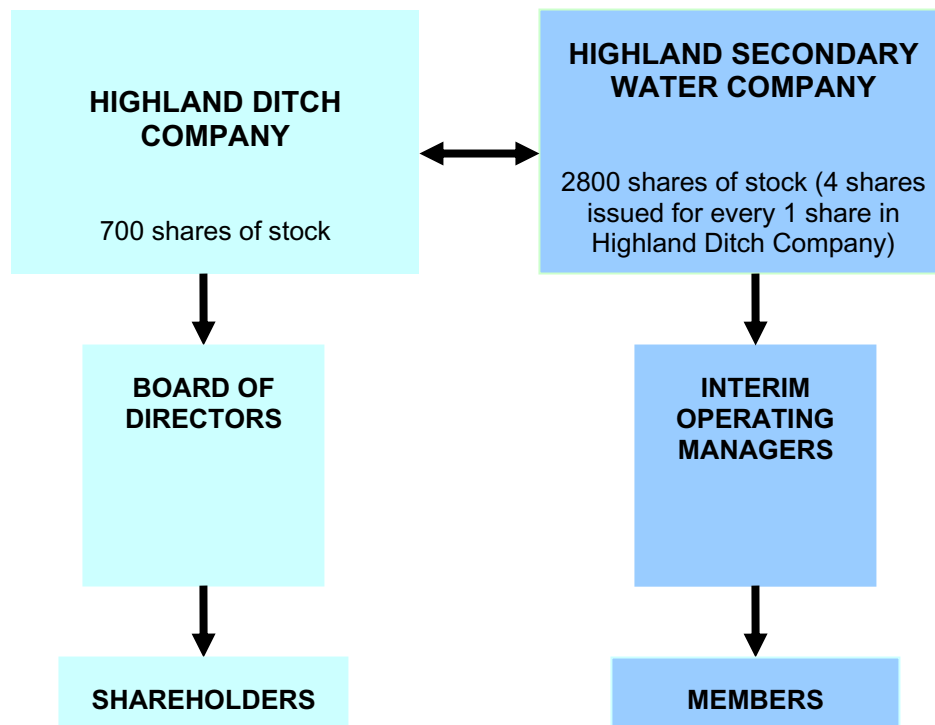 HIGHLAND DITCH
COMPANY
700 shares of stock
HIGHLAND SECONDARY
WATER COMPANY
2800 shares of stock (4 shares
issued for every 1 share in
Highland Ditch Company)
BOARD OF
DIRECTORS
INTERIM
OPERATING
MANAGERS
SHAREHOLDERS
MEMBERS